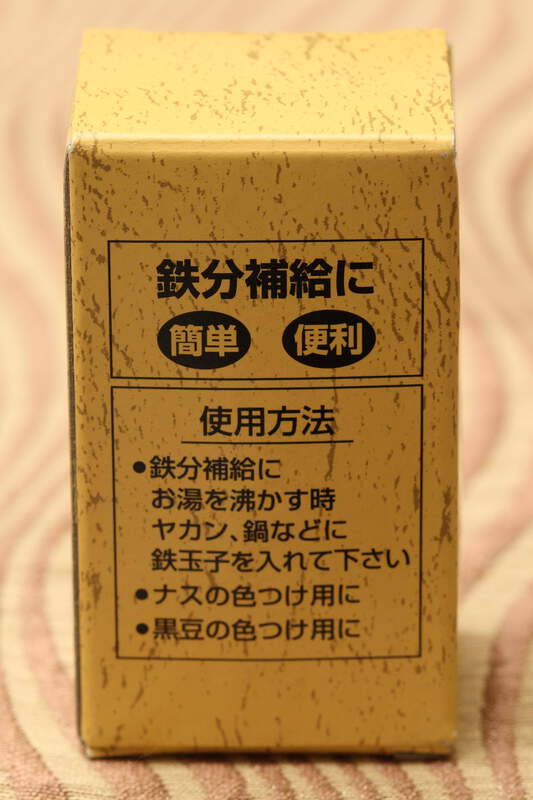 鉄分補給に
簡単 便利
使用方法
●鉄分補給に
お湯を沸かす時
ヤカン、鍋などに
鉄玉子を入れて下さい
●ナスの色つけ用に
●黒豆の色つけ用に